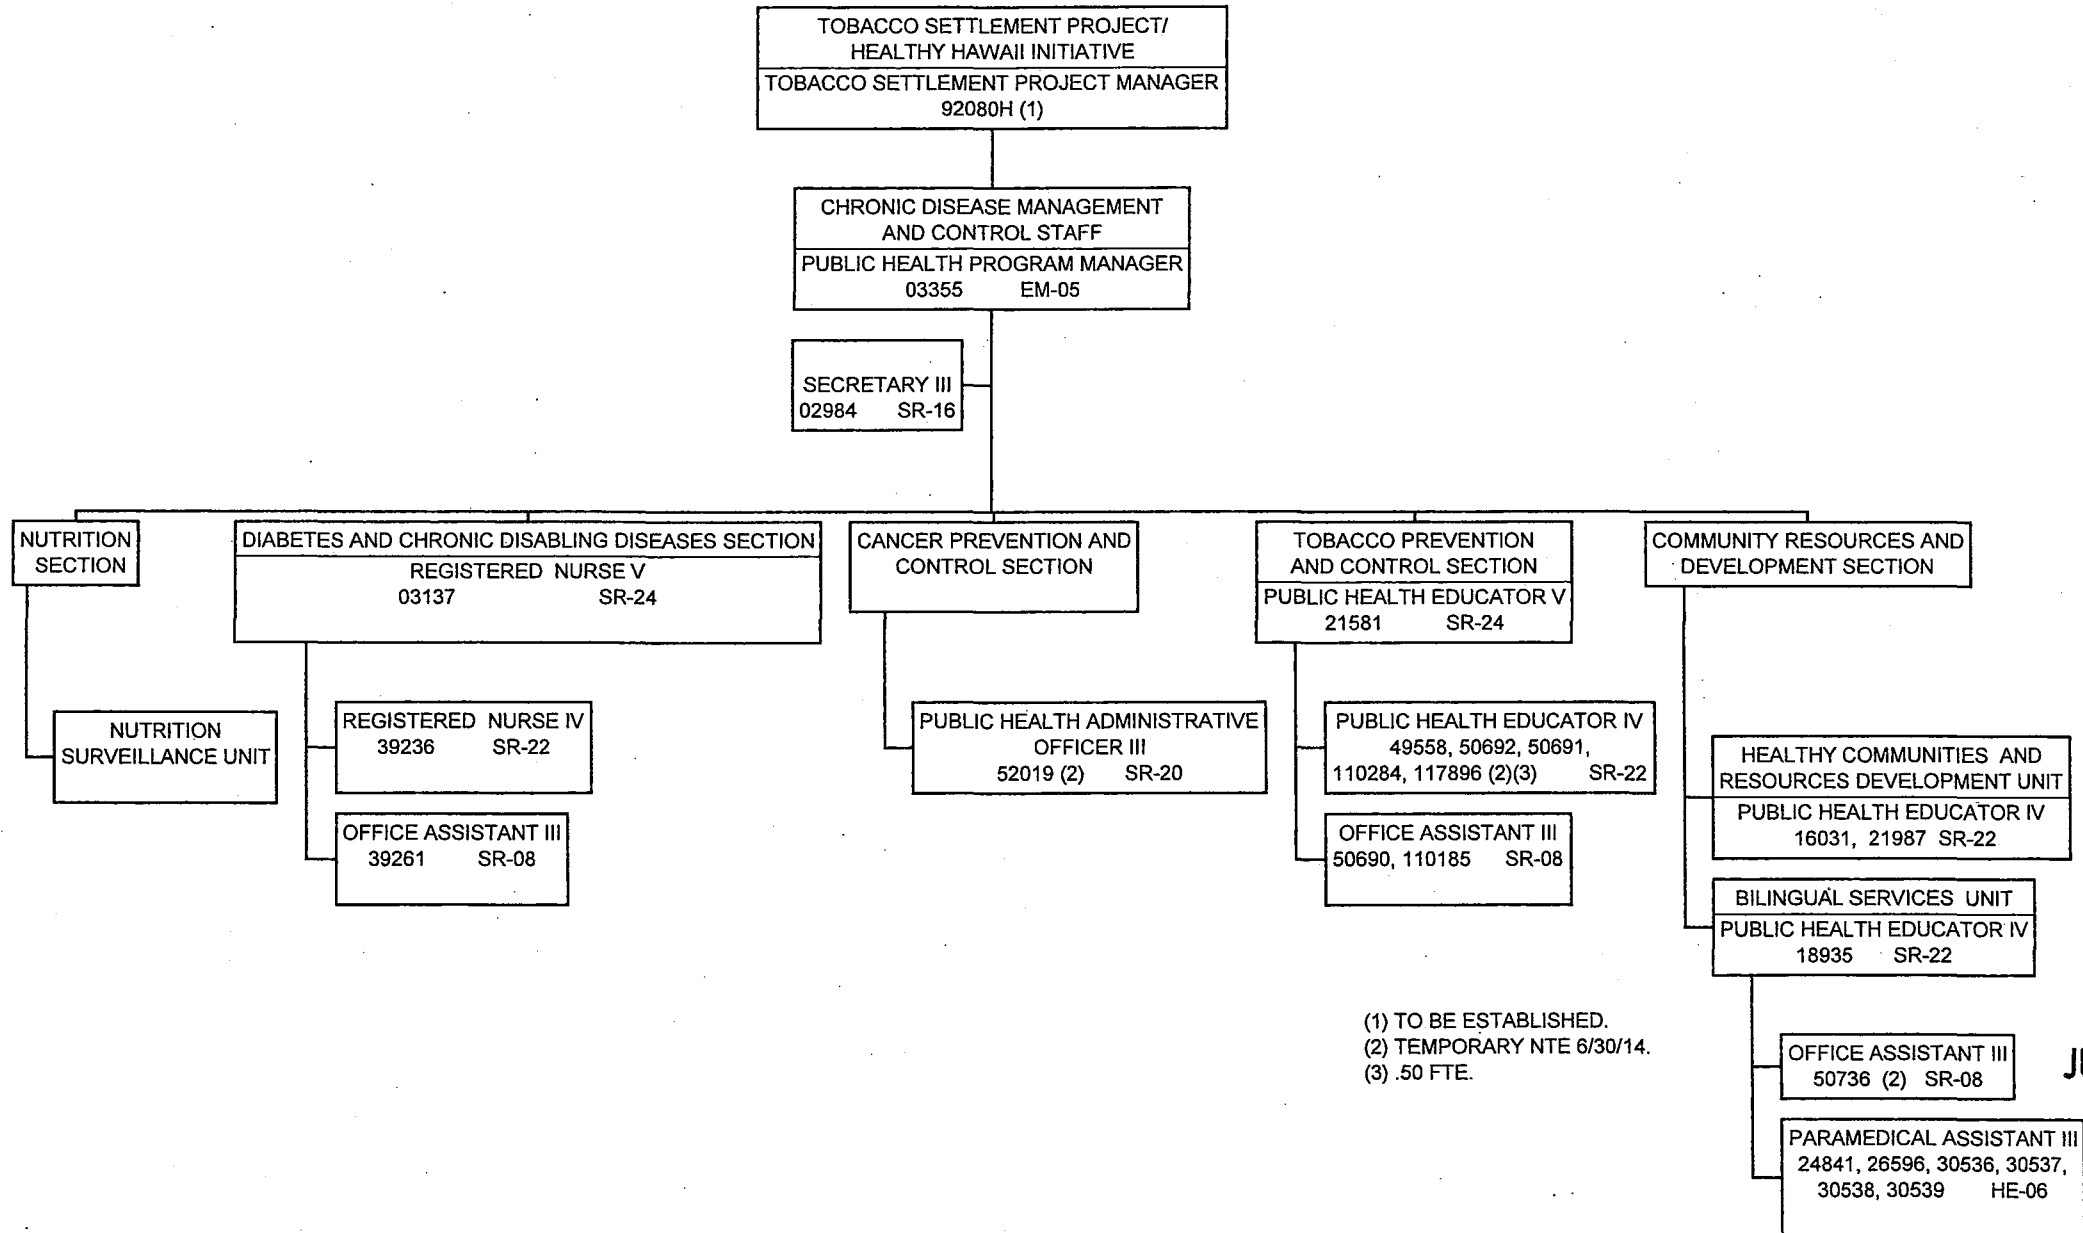 TOBACCO SETTLEMENT PROJECT/
HEALTHY HAWAII INITIATIVE
TOBACCO SETTLEMENT PROJECT MANAGER
92080H (1)
CHRONIC DISEASE MANAGEMENT
AND CONTROL STAFF
PUBLIC HEALTH PROGRAM MANAGER
03355 EM-05
SECRETARY III
02984 SR-16
NUTRITION
SECTION
NUTRITION
SURVEILLANCE UNIT
DIABETES AND CHRONIC DISABLING DISEASES SECTION
REGISTERED NURSE V
03137 SR-24
REGISTERED NURSE IV
39236 SR-22
OFFICE ASSISTANT III
39261 SR-08
CANCER PREVENTION AND
CONTROL SECTION
PUBLIC HEALTH ADMINISTRATIVE
OFFICER III
52019 (2) SR-20
TOBACCO PREVENTION
AND CONTROL SECTION
PUBLIC HEALTH EDUCATOR V
21581 SR-24
PUBLIC HEALTH EDUCATOR IV
49558, 50692, 50691,
110284, 117896 (2)(3) SR-22
OFFICE ASSISTANT III
50690, 110185 SR-08
COMMUNITY RESOURCES AND
DEVELOPMENT SECTION
HEALTHY COMMUNITIES AND
RESOURCES DEVELOPMENT UNIT
PUBLIC HEALTH EDUCATOR IV
16031, 21987 SR-22
BILINGUAL SERVICES UNIT
PUBLIC HEALTH EDUCATOR IV
18935 SR-22
OFFICE ASSISTANT III
50736 (2) SR-08
PARAMEDICAL ASSISTANT III
24841, 26596, 30536, 30537,
30538, 30539 HE-06
(1) TO BE ESTABLISHED.
(2) TEMPORARY NTE 6/30/14.
(3) .50 FTE.